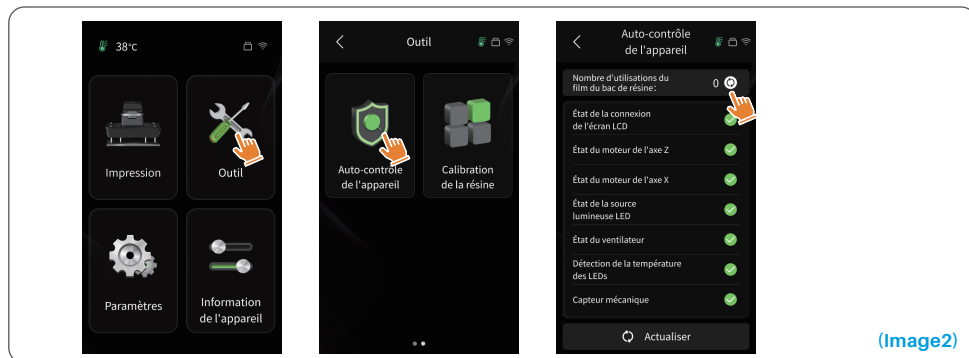 38°C
Impression
Outil
Paramètres
Information
de l'appareil
Outil
Auto-contrôle
de l'appareil
Calibration
de la résine
Auto-contrôle
de l'appareil
Nombre d'utilisations du
film du bac de résine: 0
État de la connexion
de l'écran LCD
État du moteur de l'axe Z
État du moteur de l'axe X
État de la source
lumineuse LED
État du ventilateur
Détection de la température
des LEDs
Capteur mécanique
Actualiser
(Image2)